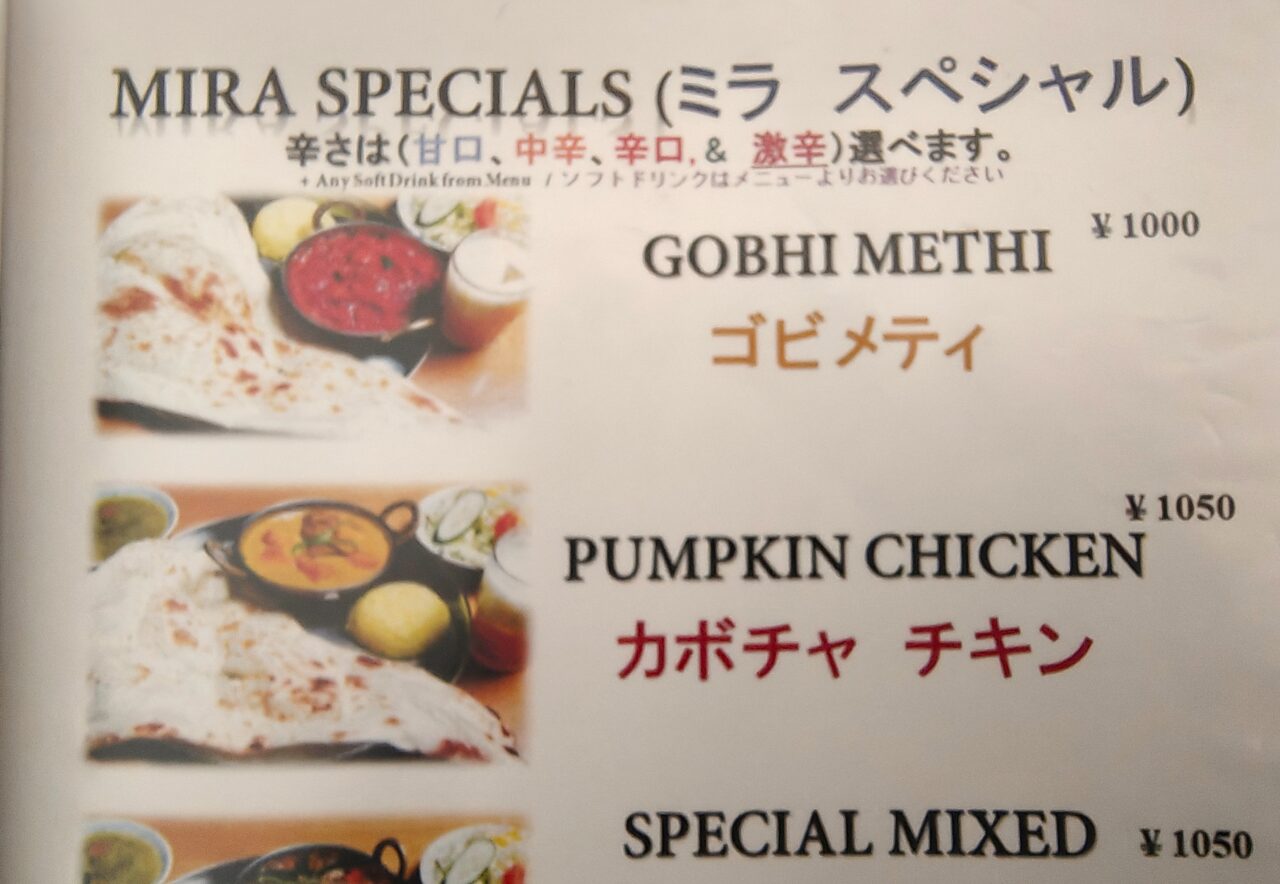 MIRA SPECIALS (ミラ スペシャル)
辛さは(甘口、中辛、辛口,& 激辛)選べます。
+ Any Soft Drink from Menu / ソフトドリンクはメニューよりお選びください
¥ 1000
GOBHI METHI
ゴビメティ
¥ 1050
PUMPKIN CHICKEN
カボチャ チキン
SPECIAL MIXED ¥ 1050